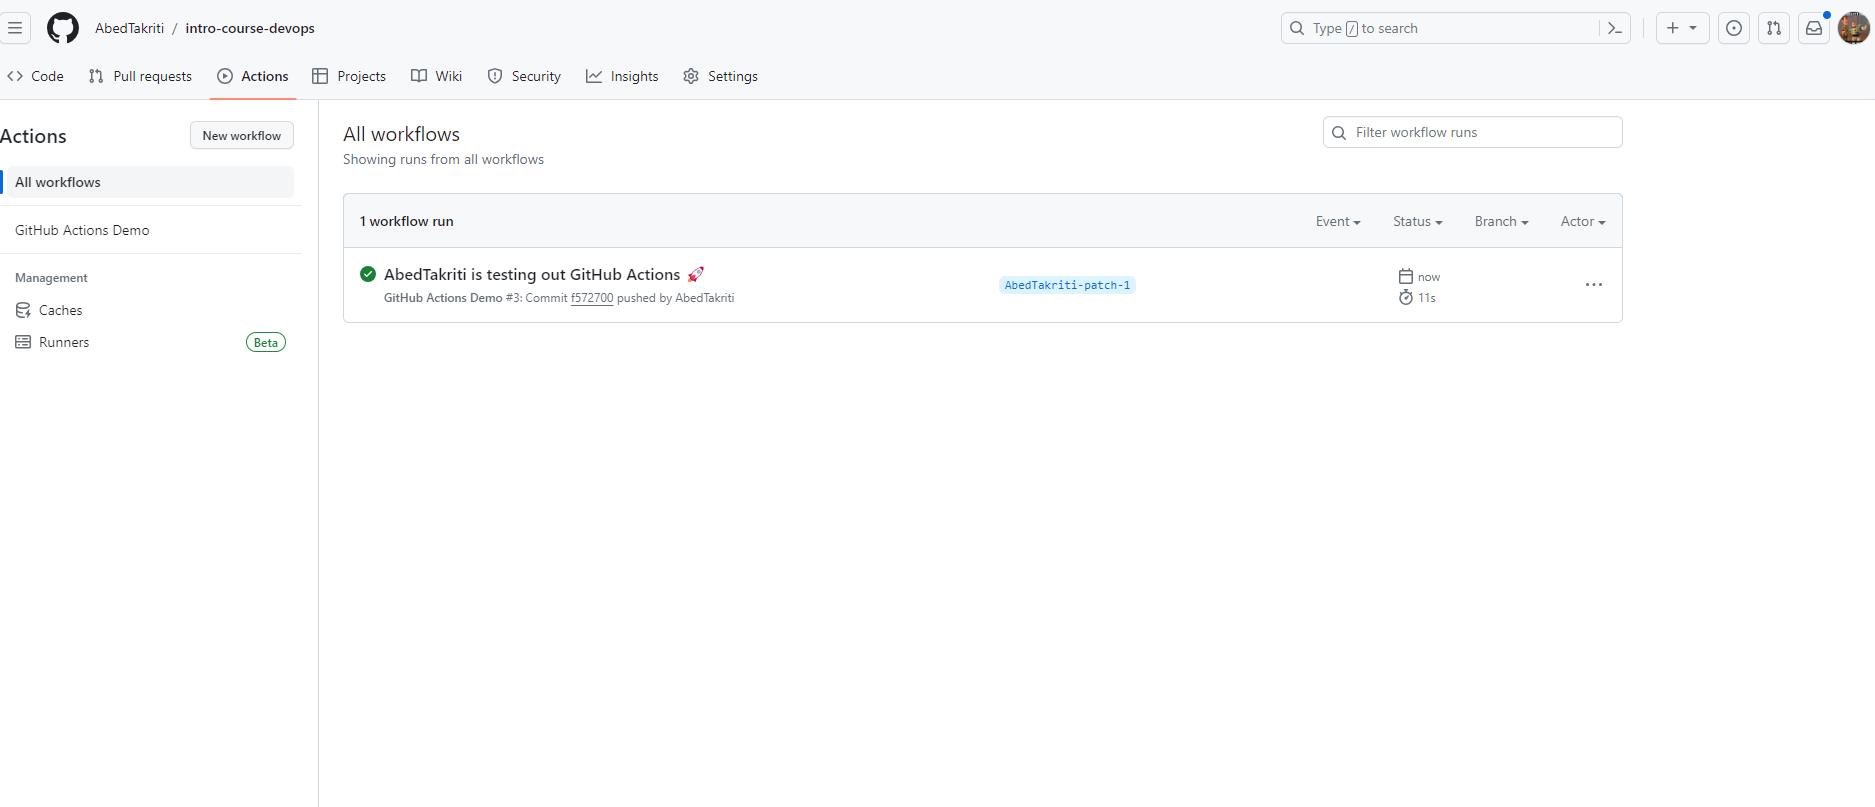 AbedTakriti / intro-course-devops
Type / to search
Code
Pull requests
Actions
Projects
Wiki
Security
Insights
Settings
Actions
New workflow
All workflows
GitHub Actions Demo
Management
Caches
Runners
Beta
All workflows
Showing runs from all workflows
Filter workflow runs
1 workflow run
Event
Status
Branch
Actor
AbedTakriti is testing out GitHub Actions 🚀
GitHub Actions Demo #3: Commit f572700 pushed by AbedTakriti
AbedTakriti-patch-1
now
11s